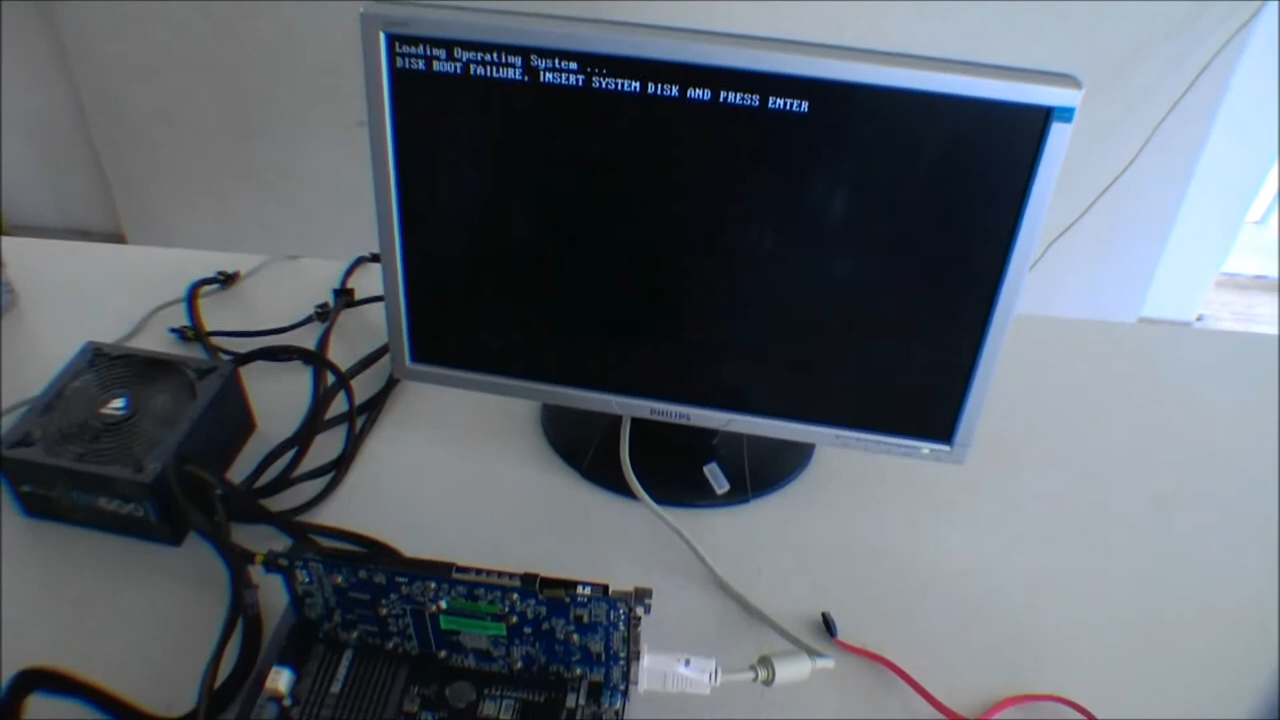 Loading Operating System ...
DISK BOOT FAILURE, INSERT SYSTEM DISK AND PRESS ENTER
PHILIPS